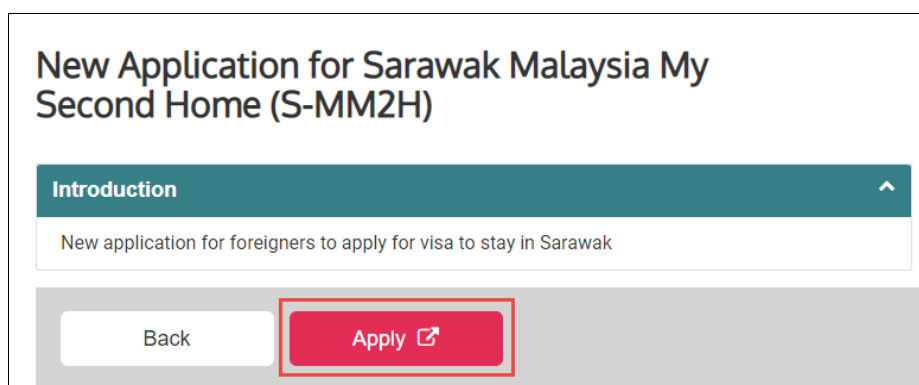 New Application for Sarawak Malaysia My
Second Home (S-MM2H)
Introduction
New application for foreigners to apply for visa to stay in Sarawak
Back
Apply